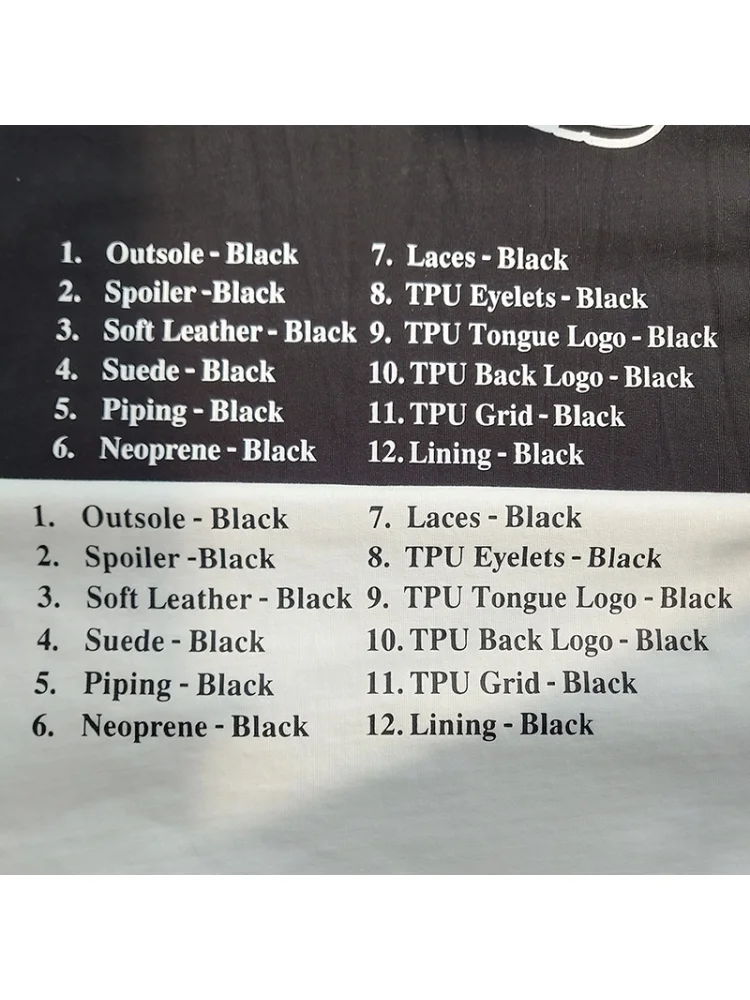 1. Outsole - Black
2. Spoiler -Black
3. Soft Leather - Black
4. Suede - Black
5. Piping - Black
6. Neoprene - Black
7. Laces - Black
8. TPU Eyelets - Black
9. TPU Tongue Logo - Black
10. TPU Back Logo - Black
11. TPU Grid - Black
12. Lining - Black
1. Outsole - Black
2. Spoiler -Black
3. Soft Leather - Black
4. Suede - Black
5. Piping - Black
6. Neoprene - Black
7. Laces - Black
8. TPU Eyelets - Black
9. TPU Tongue Logo - Black
10. TPU Back Logo - Black
11. TPU Grid - Black
12. Lining - Black